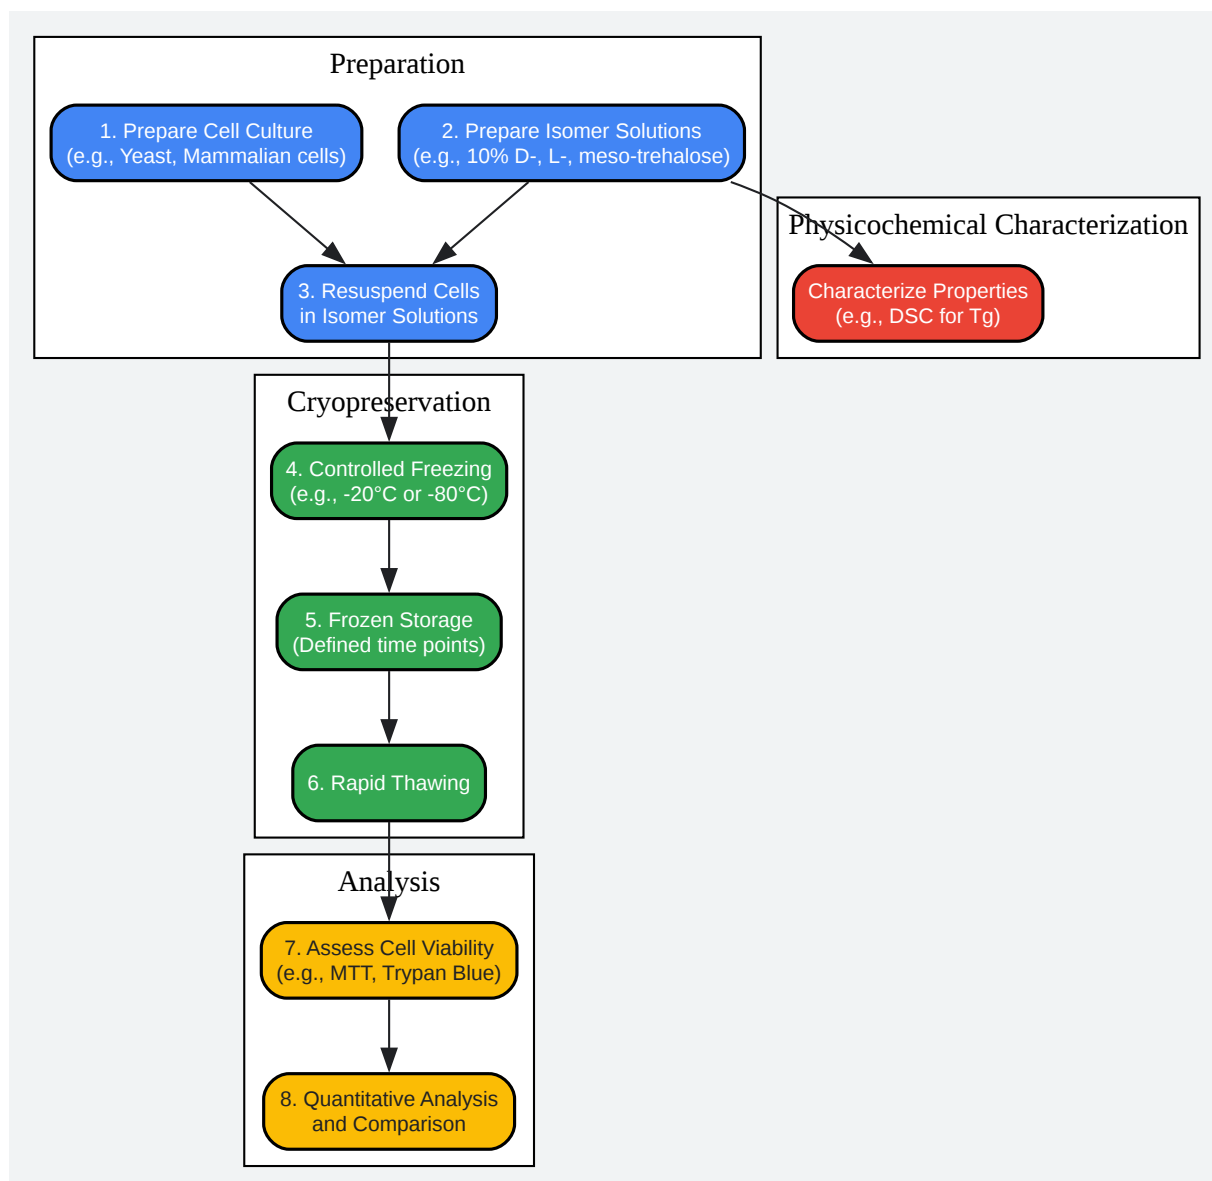 Preparation
1. Prepare Cell Culture
(e.g., Yeast, Mammalian cells)
2. Prepare Isomer Solutions
(e.g., 10% D-, L-, meso-trehalose)
3. Resuspend Cells
in Isomer Solutions
Physicochemical Characterization
Characterize Properties
(e.g., DSC for Tg)
Cryopreservation
4. Controlled Freezing
(e.g., -20°C or -80°C)
5. Frozen Storage
(Defined time points)
6. Rapid Thawing
Analysis
7. Assess Cell Viability
(e.g., MTT, Trypan Blue)
8. Quantitative Analysis
and Comparison